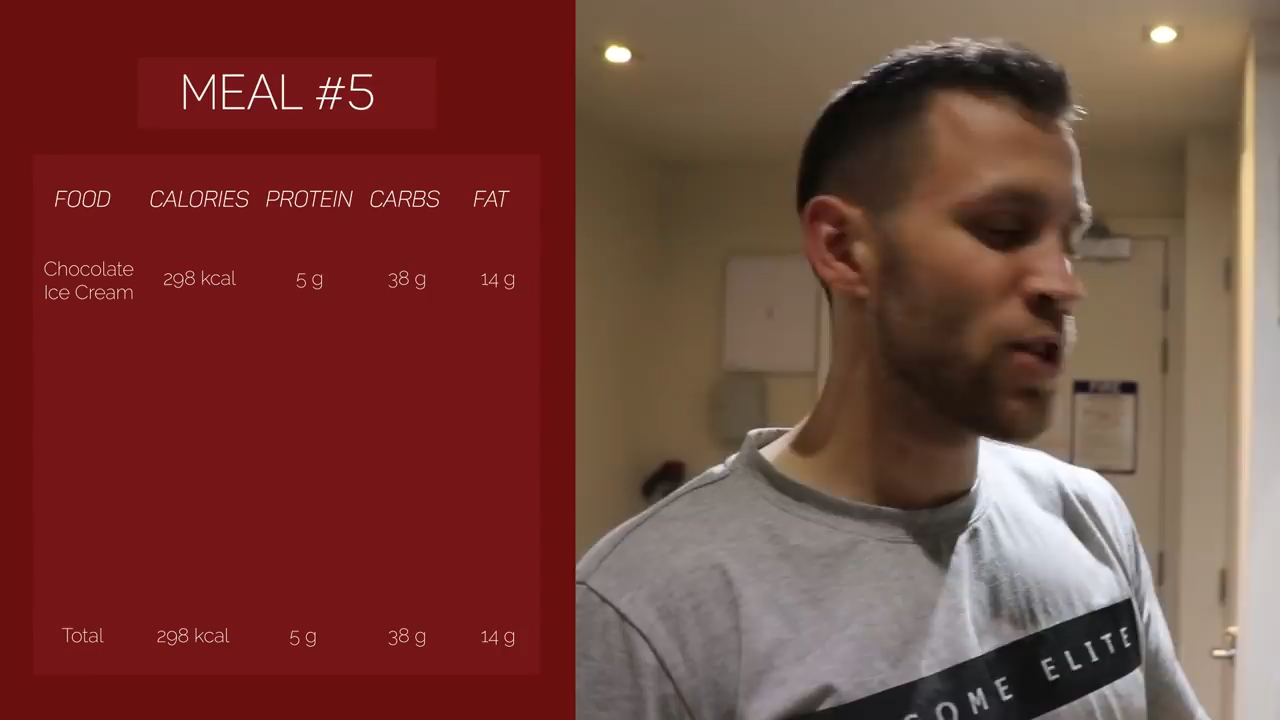 MEAL #5
FOOD CALORIES PROTEIN CARBS FAT
Chocolate
Ice Cream 298 kcal 5 g 38 g 14 g
Total 298 kcal 5 g 38 g 14 g
FIRE
OME ELITE